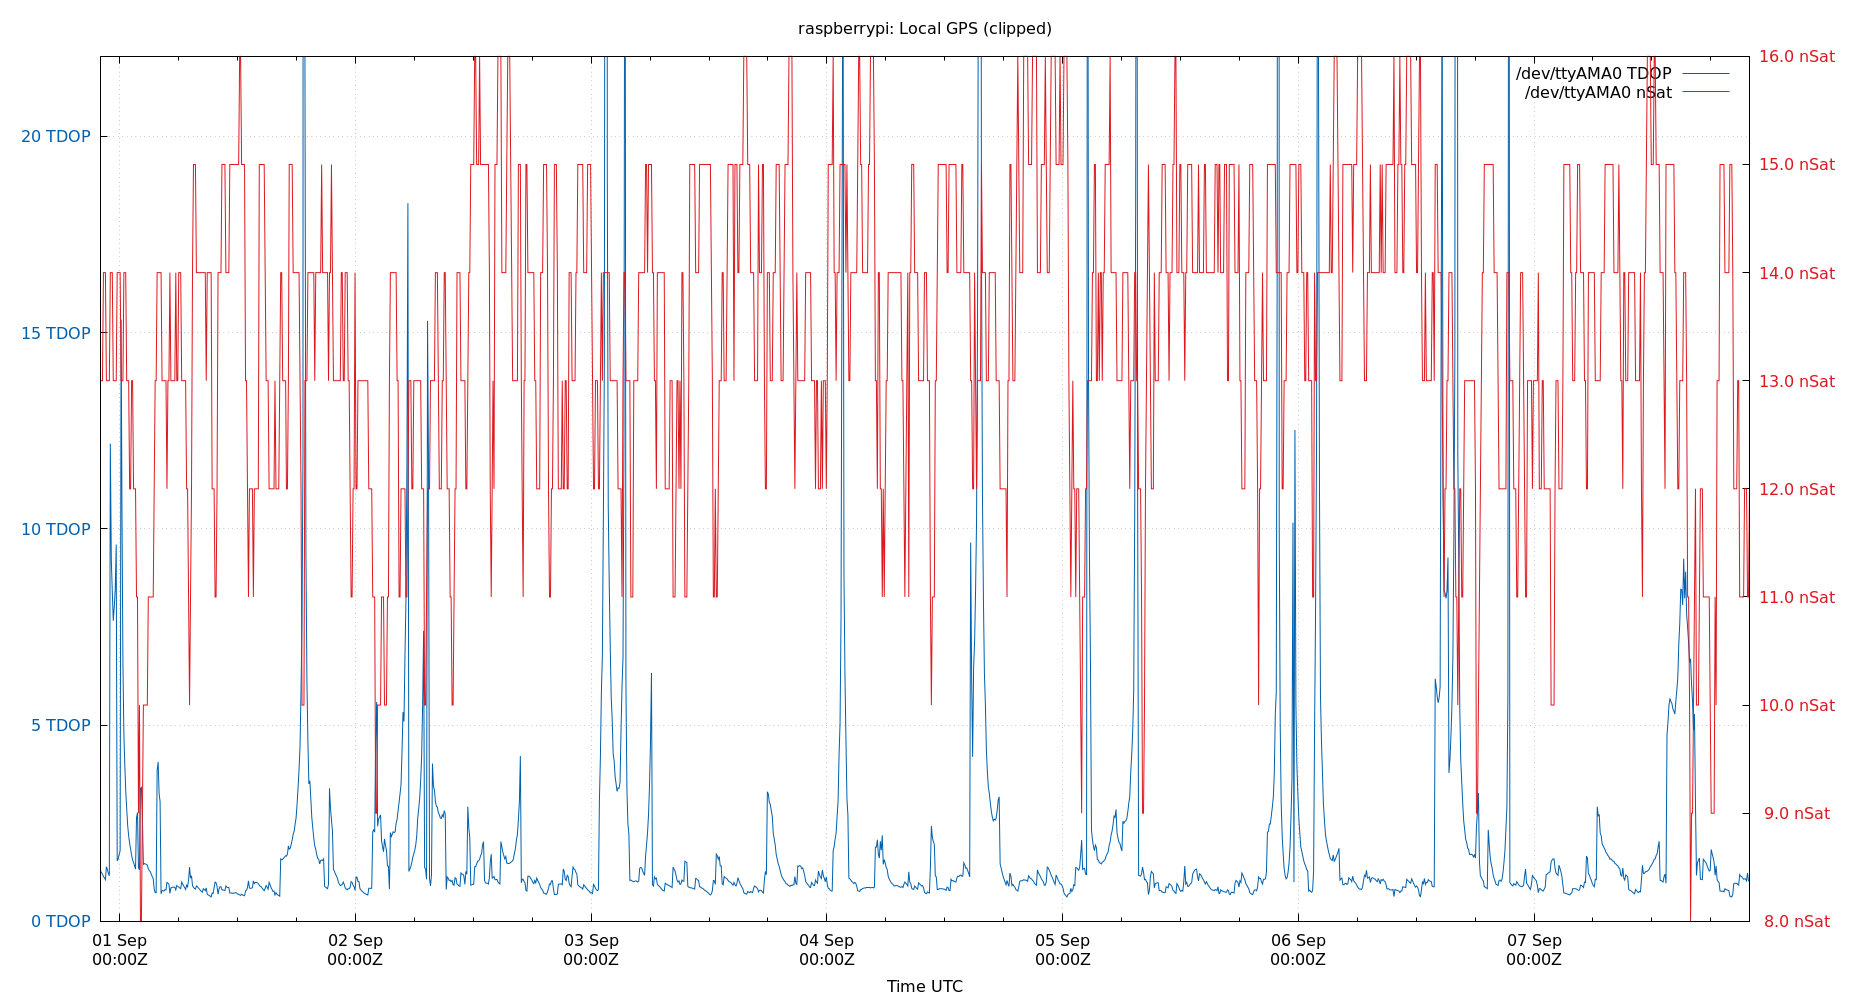 raspberrypi: Local GPS (clipped)
/dev/ttyAMA0 TDOP
/dev/ttyAMA0 nSat
20 TDOP
15 TDOP
10 TDOP
5 TDOP
0 TDOP
16.0 nSat
15.0 nSat
14.0 nSat
13.0 nSat
12.0 nSat
11.0 nSat
10.0 nSat
9.0 nSat
8.0 nSat
01 Sep
00:00Z
02 Sep
00:00Z
03 Sep
00:00Z
04 Sep
00:00Z
05 Sep
00:00Z
06 Sep
00:00Z
07 Sep
00:00Z
Time UTC